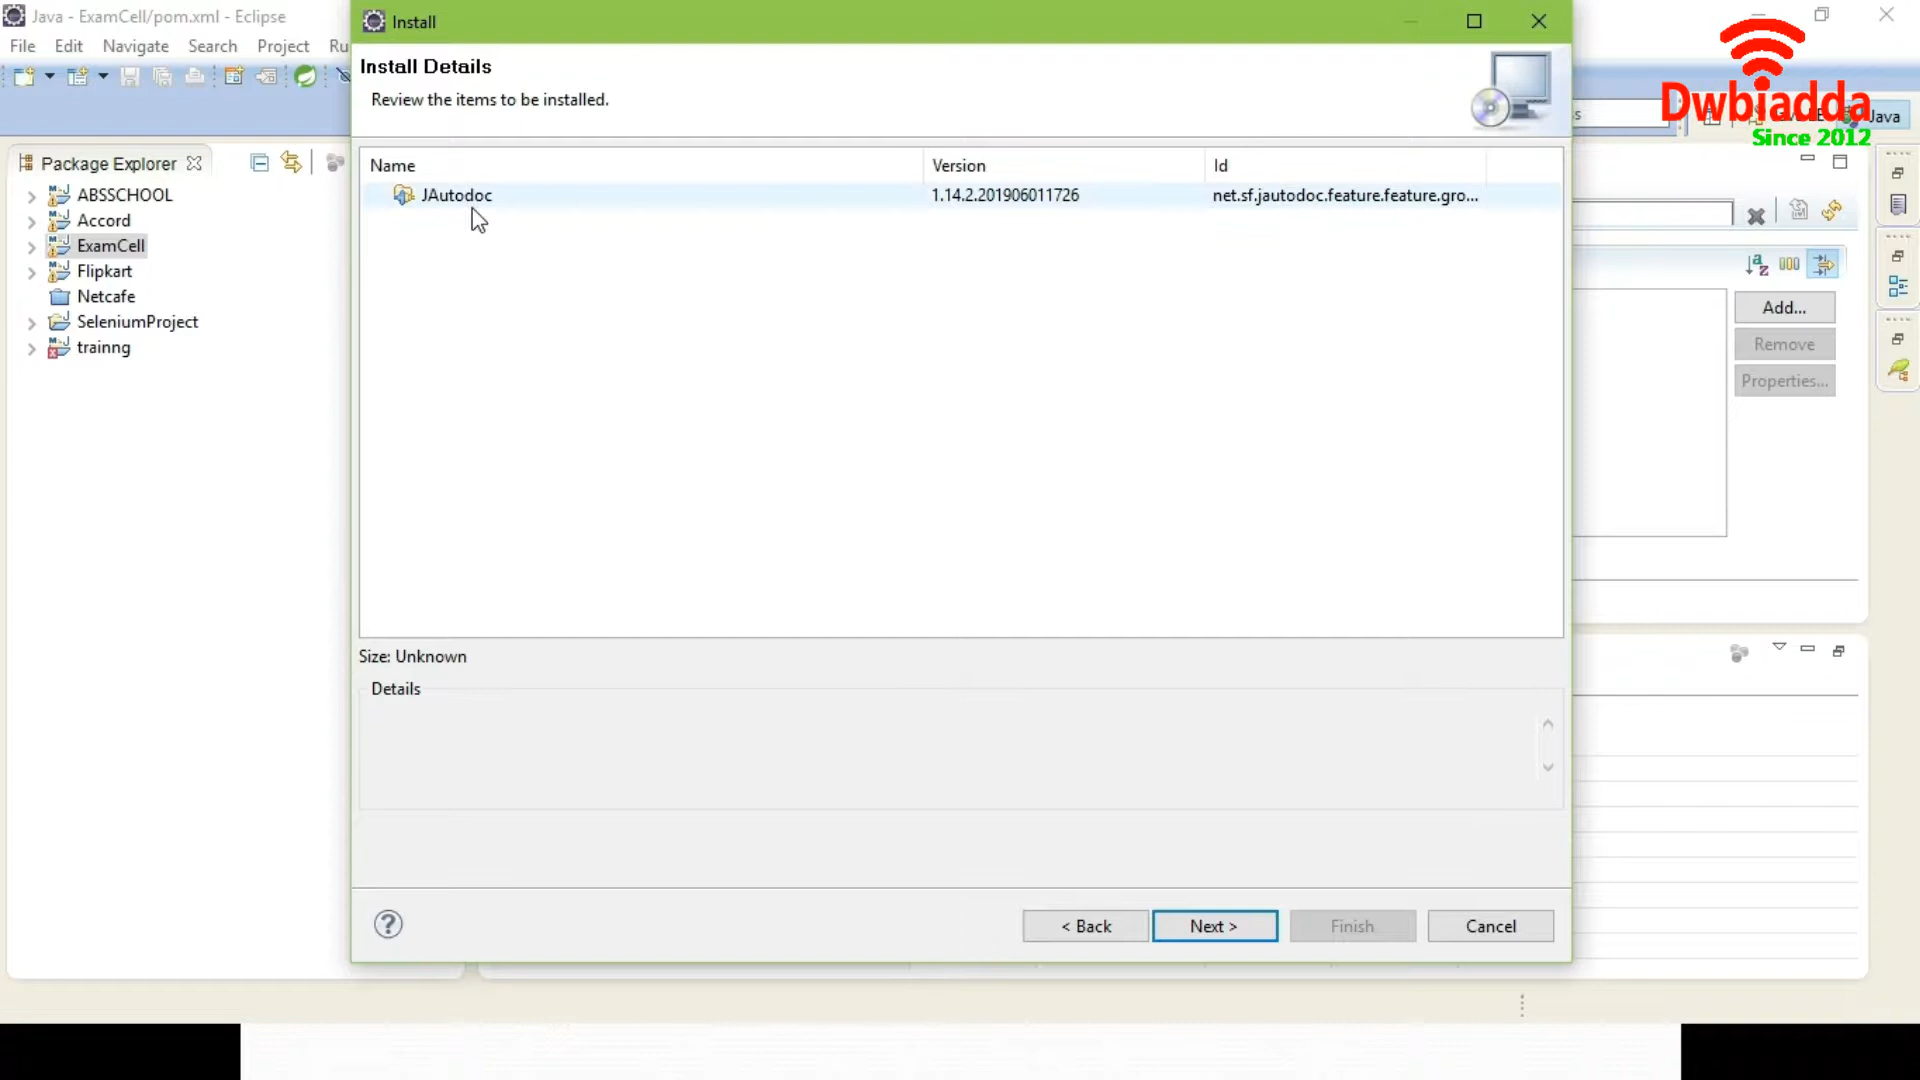 Java - ExamCell/pom.xml - Eclipse
File Edit Navigate Search Project Ru
Install
Install Details
Review the items to be installed.
Dwbiadda
Since 2012
Java
Package Explorer
ABSSCHOOL
Accord
ExamCell
Flipkart
Netcafe
SeleniumProject
trainng
Name Version Id
JAutodoc 1.14.2.201906011726 net.sf.jautodoc.feature.feature.gro...
Add...
Remove
Properties...
Size: Unknown
Details
< Back Next > Finish Cancel